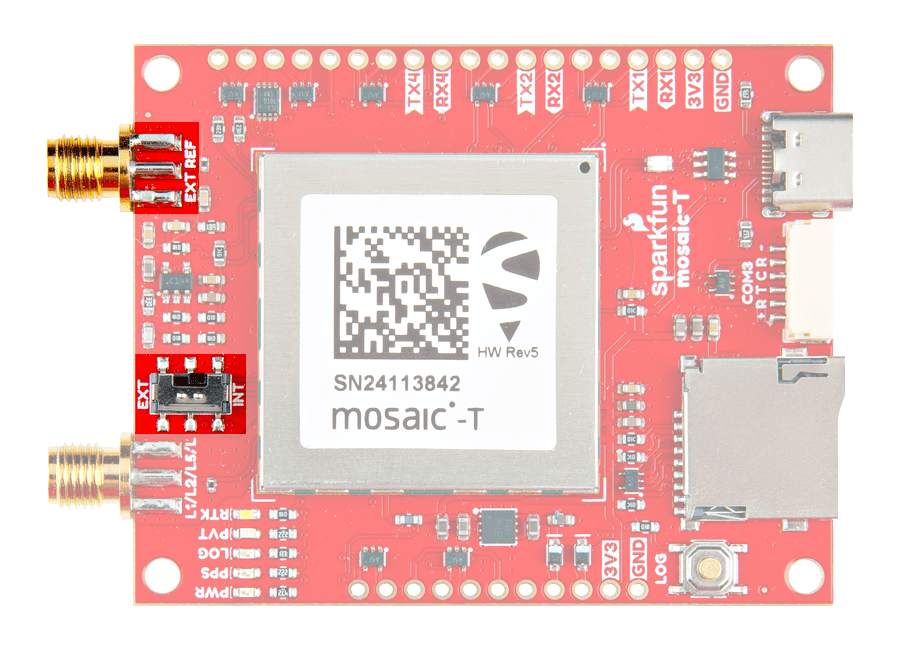 TX4
RX4
TX2
RX2
TX1
RX1
3V3
GND
EXT REF
sparkfun
mosaic-T
COM3
+ R T C R -
HW Rev5
SN24113842
mosaic-T
EXT
INT
L1/L2/L5/L
RTK
PVT
LOG
PPS
PWR
3V3
GND
LOG